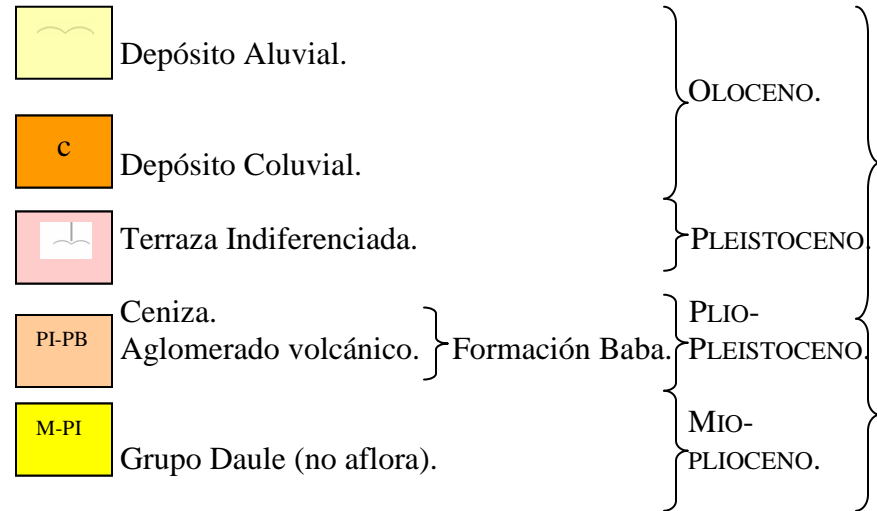 Depósito Aluvial.
OLOCENO.
c
Depósito Coluvial.
Terraza Indiferenciada.
PLEISTOCENO.
Ceniza.
PLIO-
PI-PB
Aglomerado volcánico.
Formación Baba.
PLEISTOCENO.
M-PI
MIO-
Grupo Daule (no aflora).
PLIOCENO.